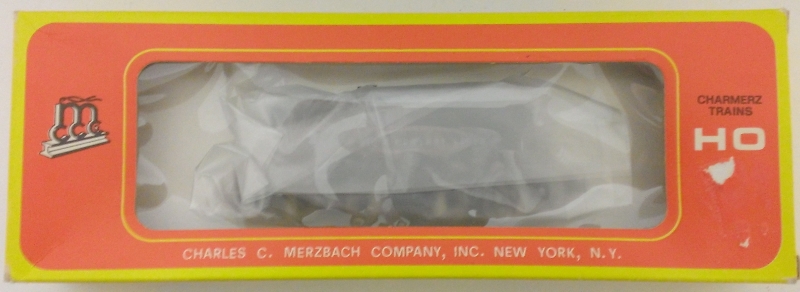 CHARMERZ
TRAINS
HO
CHARLES C. MERZBACH COMPANY, INC. NEW YORK, N.Y.